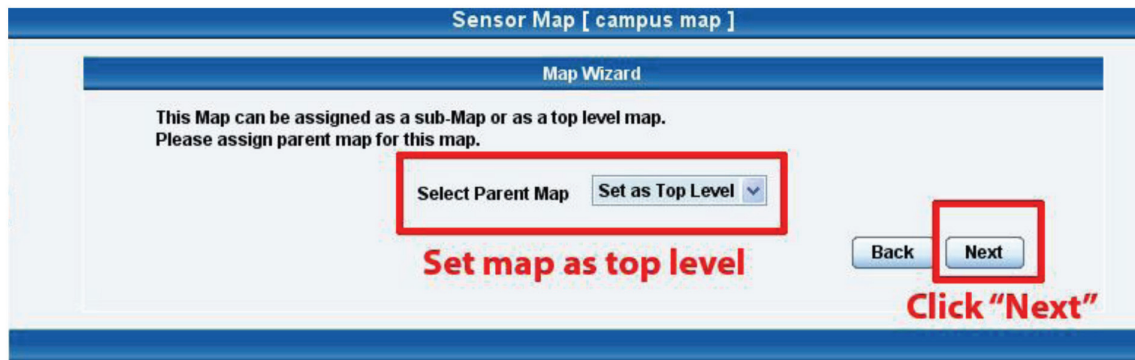 Sensor Map [ campus map ]
Map Wizard
This Map can be assigned as a sub-Map or as a top level map.
Please assign parent map for this map.
Select Parent Map Set as Top Level
Set map as top level
Back Next
Click “Next”